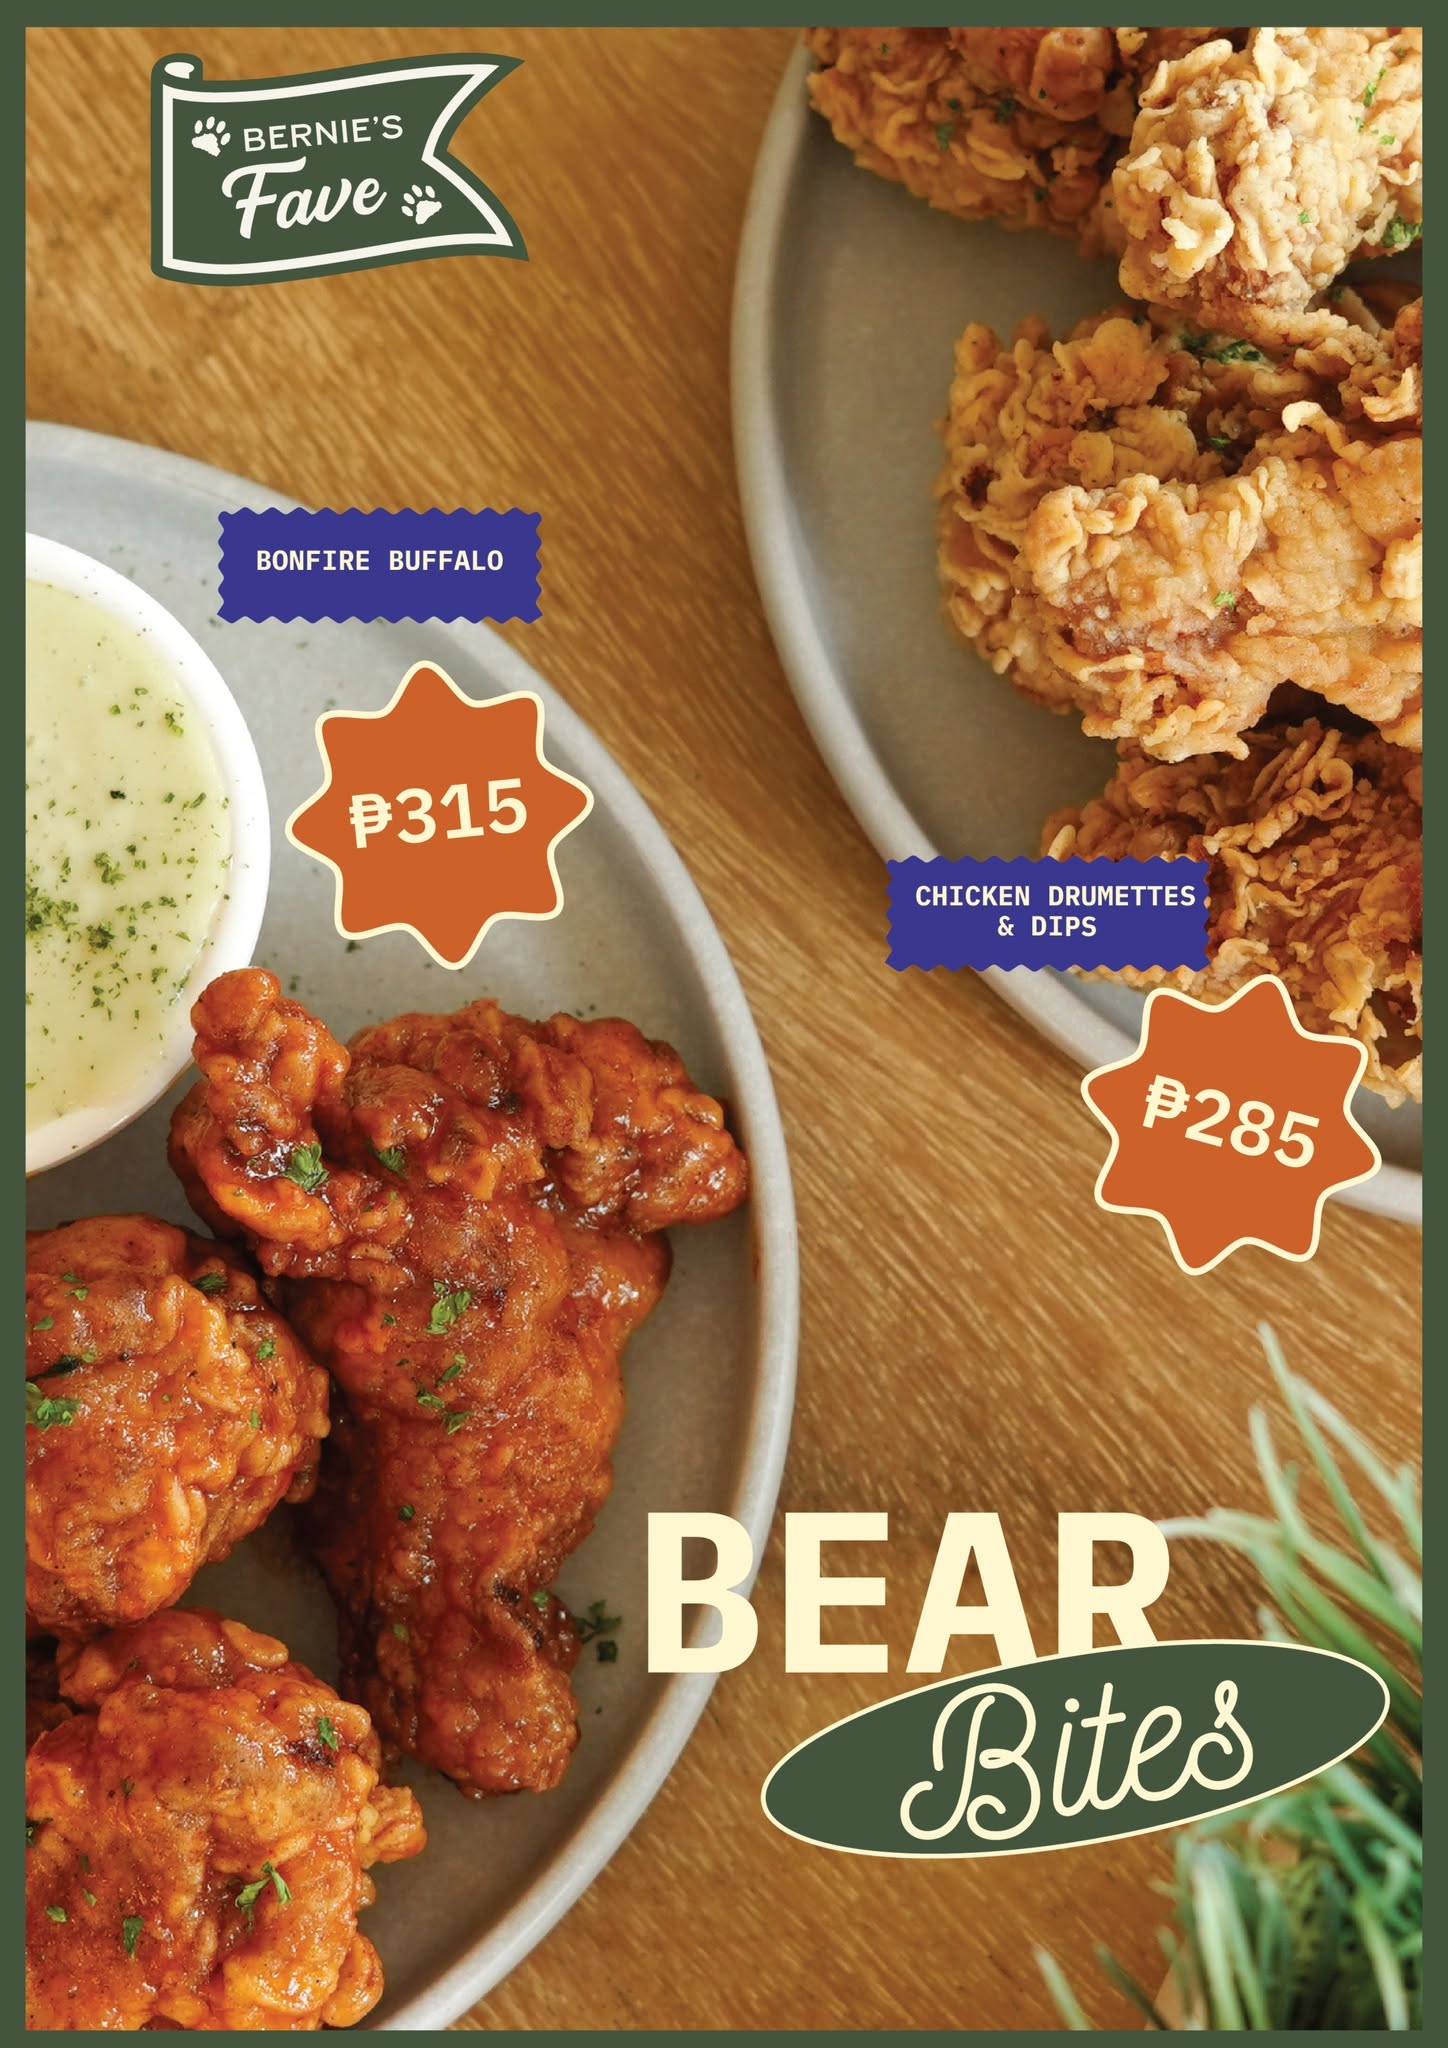 BERNIE'S
Fave
BONFIRE BUFFALO
₱315
CHICKEN DRUMETTES
& DIPS
₱285
BEAR
Bites